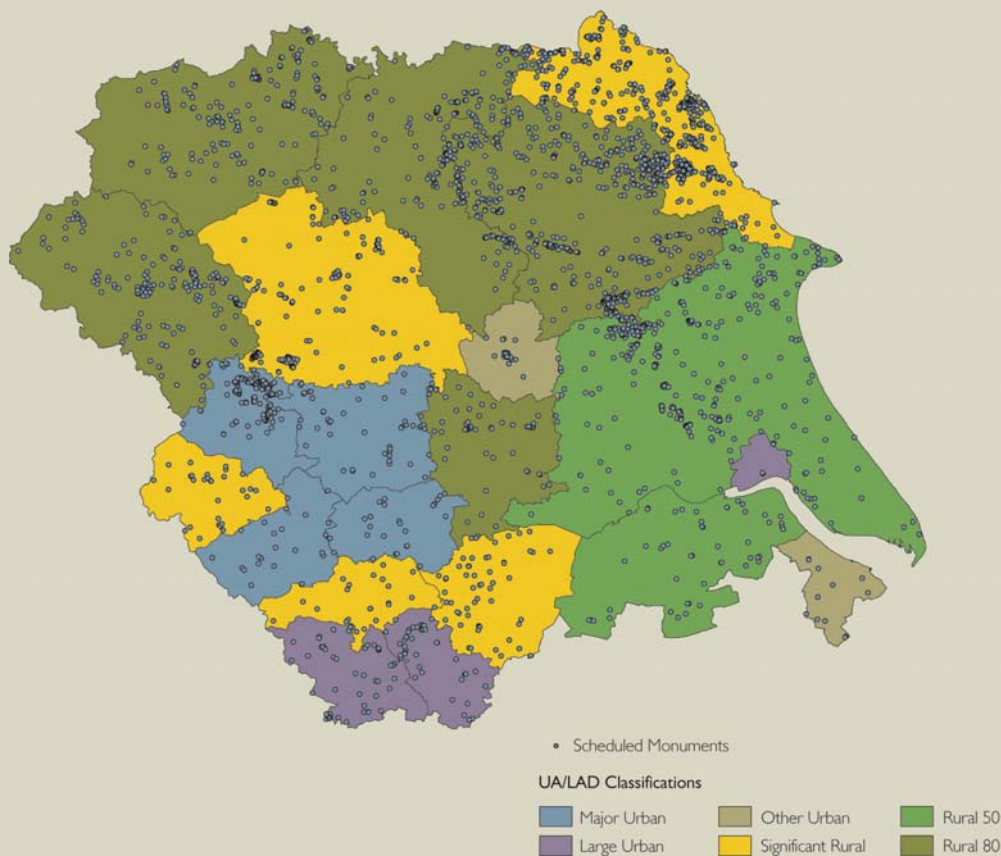 Scheduled Monuments
UA/LAD Classifications
Major Urban
Other Urban
Rural 50
Large Urban
Significant Rural
Rural 80